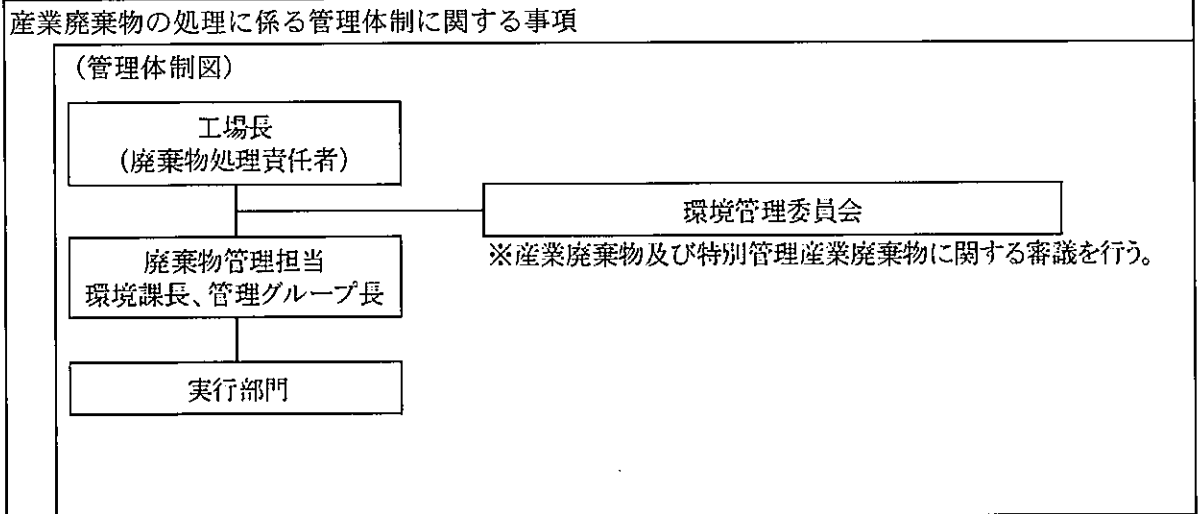 産業廃棄物の処理に係る管理体制に関する事項
（管理体制図）
工場長
（廃棄物処理責任者）
環境管理委員会
※産業廃棄物及び特別管理産業廃棄物に関する審議を行う。
廃棄物管理担当
環境課長、管理グループ長
実行部門